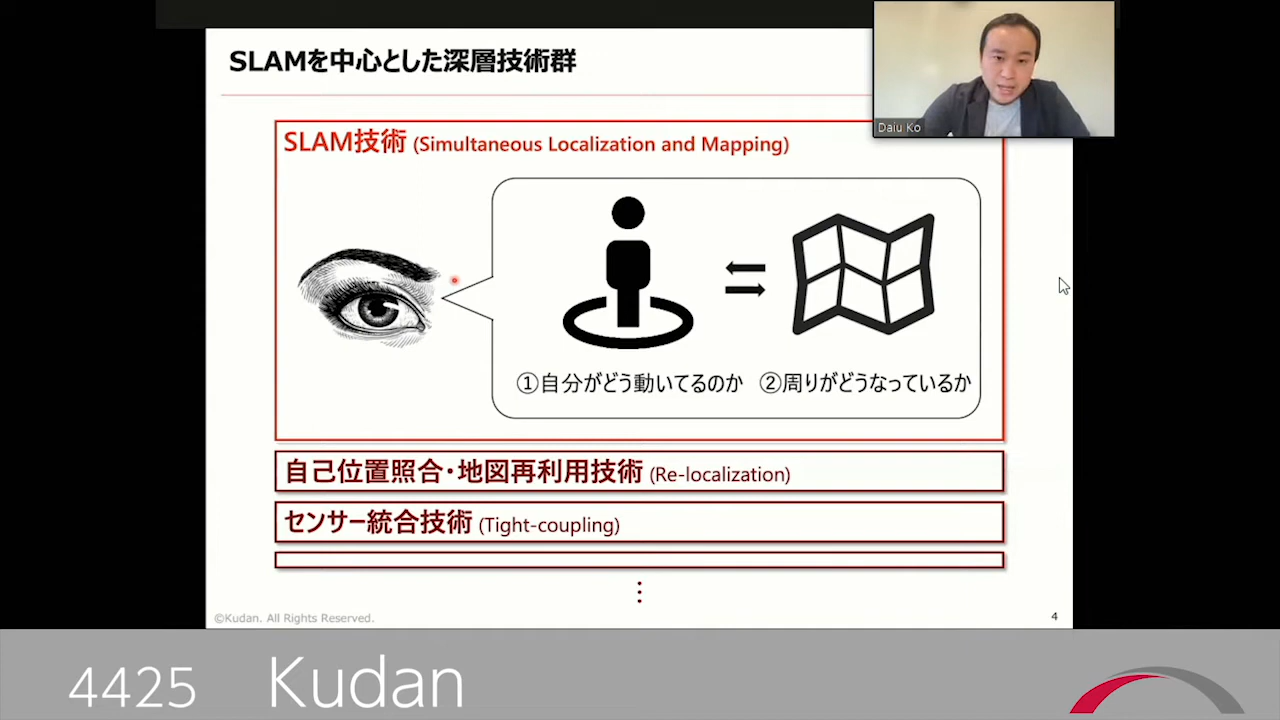 SLAMを中心とした深層技術群
Daiu Ko
SLAM技術 (Simultaneous Localization and Mapping)
①自分がどう動いてるのか ②周りがどうなっているか
自己位置照合・地図再利用技術 (Re-localization)
センサー統合技術 (Tight-coupling)
⋮
©Kudan. All Rights Reserved.
4
4425 Kudan